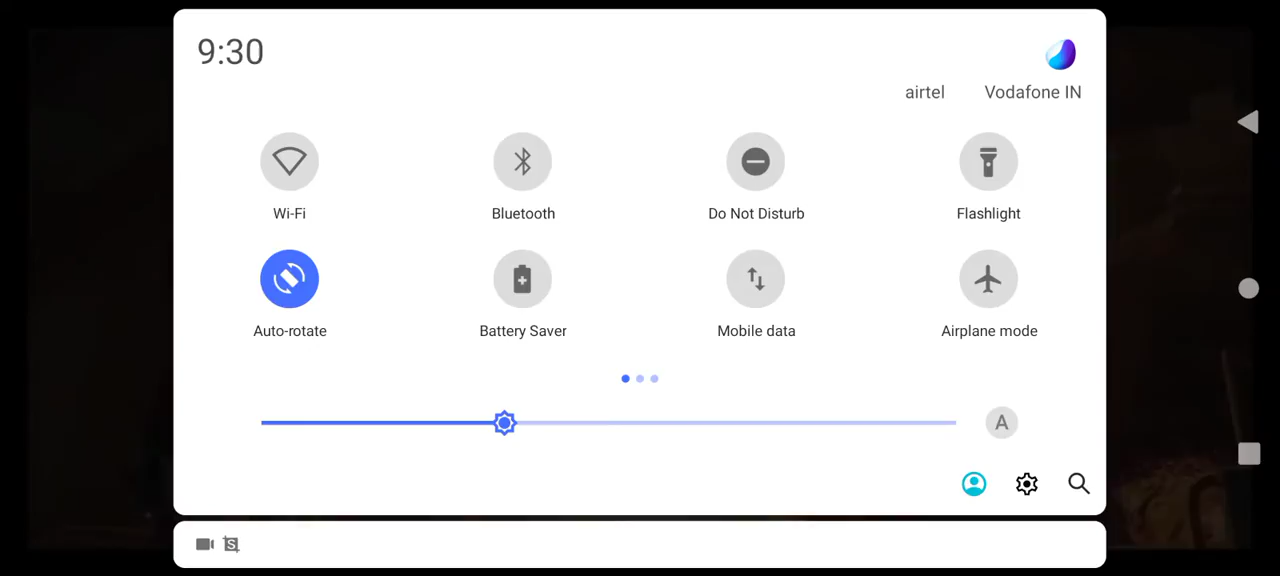 9:30
airtel Vodafone IN
Wi-Fi Bluetooth Do Not Disturb Flashlight
Auto-rotate Battery Saver Mobile data Airplane mode
A
S